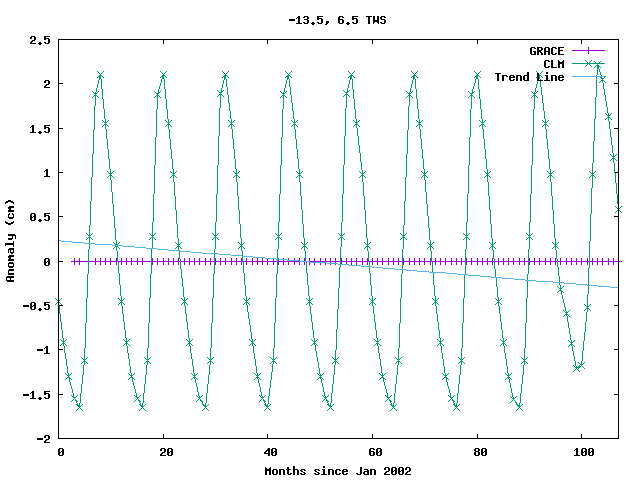 -13.5, 6.5 TWS
GRACE
CLM
Trend Line
2.5
2
1.5
1
0.5
0
-0.5
-1
-1.5
-2
Anomaly (cm)
0 20 40 60 80 100
Months since Jan 2002